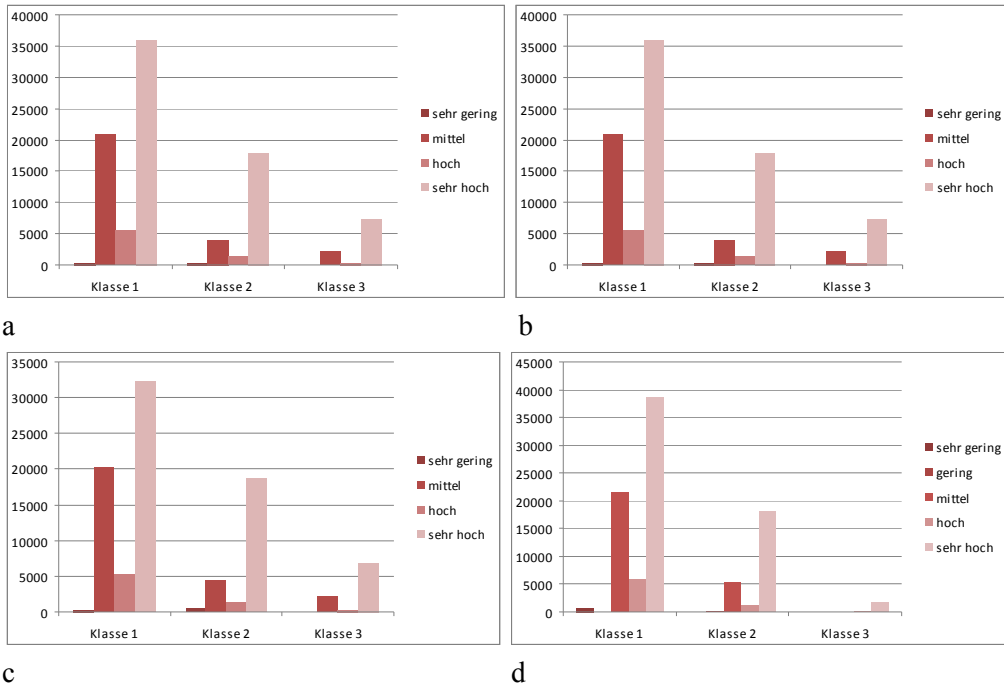 40000
35000
30000
25000
20000
15000
10000
5000
0
Klasse 1 Klasse 2 Klasse 3
sehr gering
mittel
hoch
sehr hoch
a
40000
35000
30000
25000
20000
15000
10000
5000
0
Klasse 1 Klasse 2 Klasse 3
sehr gering
mittel
hoch
sehr hoch
b
35000
30000
25000
20000
15000
10000
5000
0
Klasse 1 Klasse 2 Klasse 3
sehr gering
mittel
hoch
sehr hoch
c
45000
40000
35000
30000
25000
20000
15000
10000
5000
0
Klasse 1 Klasse 2 Klasse 3
sehr gering
gering
mittel
hoch
sehr hoch
d